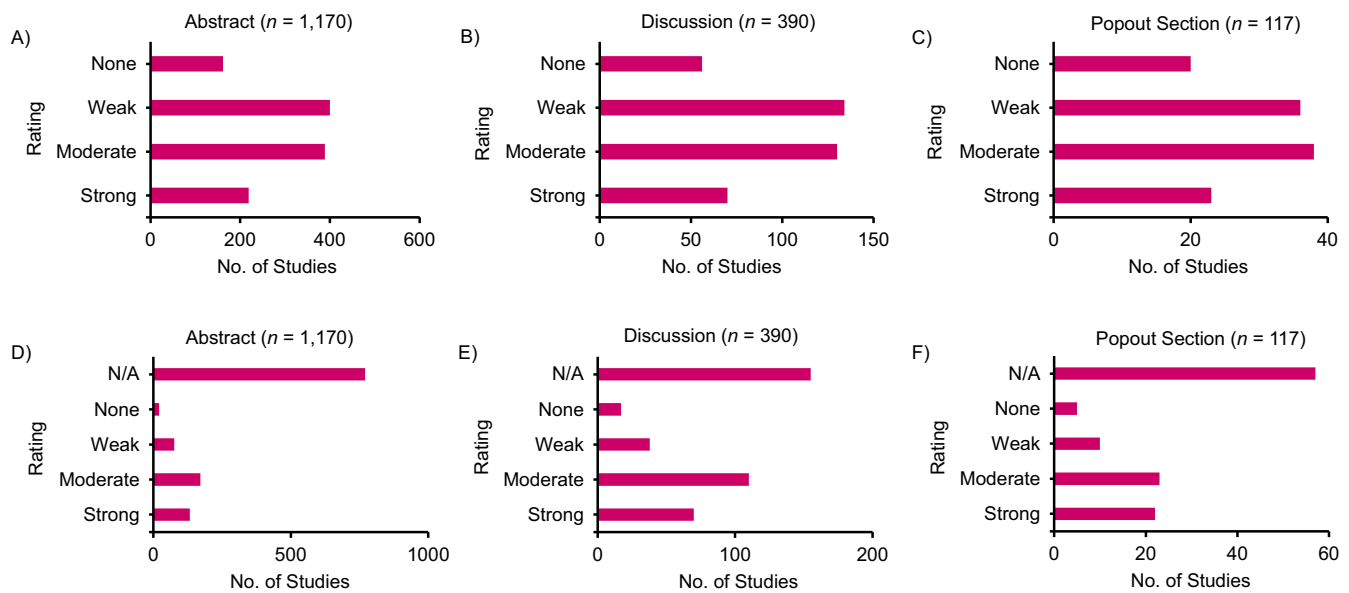 A)
Abstract (n = 1,170)
Rating
None
Weak
Moderate
Strong
0 200 400 600
No. of Studies
B)
Discussion (n = 390)
Rating
None
Weak
Moderate
Strong
0 50 100 150
No. of Studies
C)
Popout Section (n = 117)
Rating
None
Weak
Moderate
Strong
0 20 40
No. of Studies
D)
Abstract (n = 1,170)
Rating
N/A
None
Weak
Moderate
Strong
0 500 1000
No. of Studies
E)
Discussion (n = 390)
Rating
N/A
None
Weak
Moderate
Strong
0 100 200
No. of Studies
F)
Popout Section (n = 117)
Rating
N/A
None
Weak
Moderate
Strong
0 20 40 60
No. of Studies